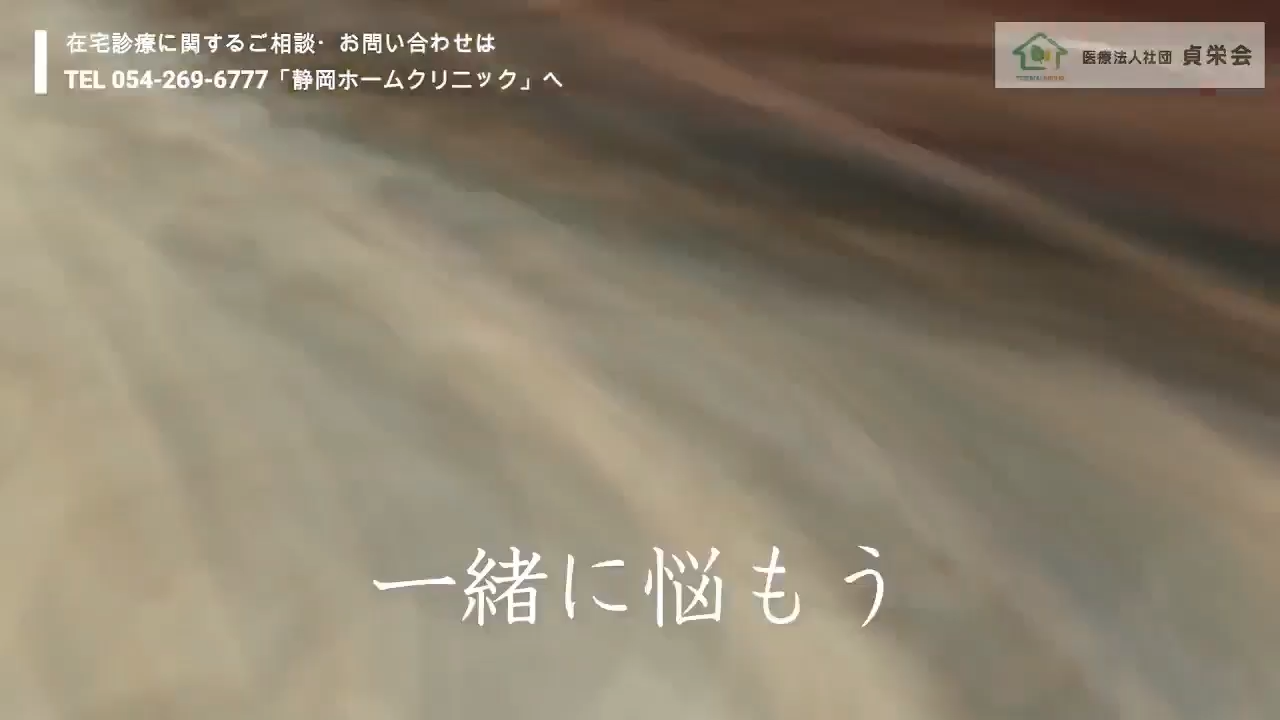 在宅診療に関するご相談・お問い合わせは
TEL 054-269-6777「静岡ホームクリニック」へ
医療法人社団 貞栄会
一緒に悩もう